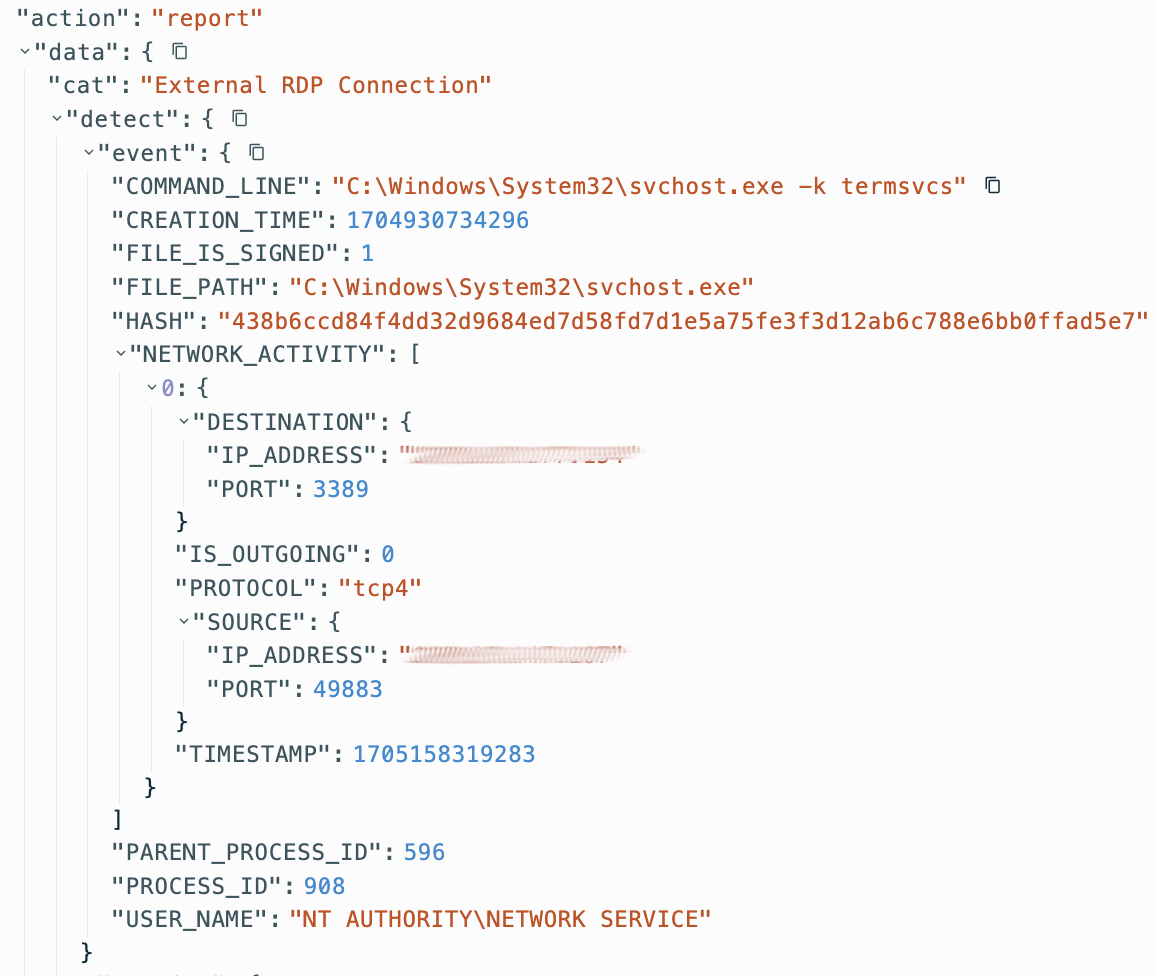 "action": "report"
"data": {
"cat": "External RDP Connection"
"detect": {
"event": {
"COMMAND_LINE": "C:\Windows\System32\svchost.exe -k termsvcs"
"CREATION_TIME": 1704930734296
"FILE_IS_SIGNED": 1
"FILE_PATH": "C:\Windows\System32\svchost.exe"
"HASH": "438b6ccd84f4dd32d9684ed7d58fd7d1e5a75fe3f3d12ab6c788e6bb0ffad5e7"
"NETWORK_ACTIVITY": [
0: {
"DESTINATION": {
"IP_ADDRESS":
"PORT": 3389
}
"IS_OUTGOING": 0
"PROTOCOL": "tcp4"
"SOURCE": {
"IP_ADDRESS":
"PORT": 49883
}
"TIMESTAMP": 1705158319283
}
]
"PARENT_PROCESS_ID": 596
"PROCESS_ID": 908
"USER_NAME": "NT AUTHORITY\NETWORK SERVICE"
}